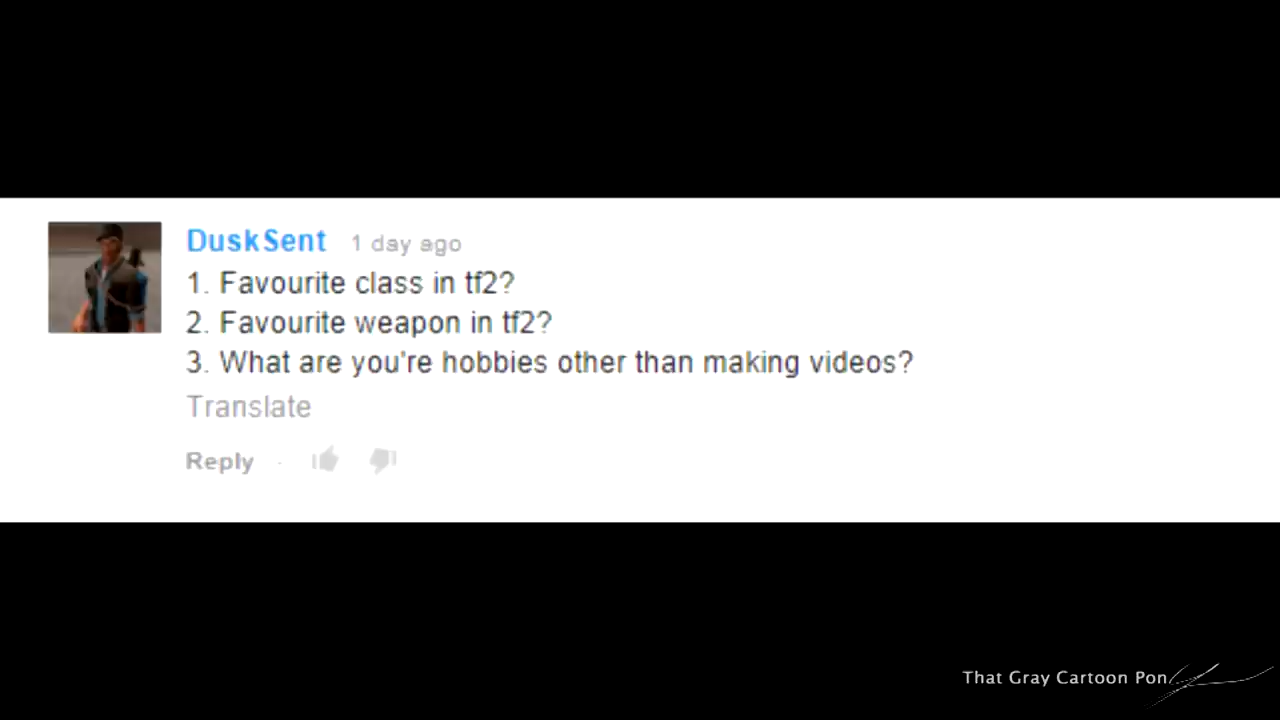 DuskSent 1 day ago
1. Favourite class in tf2?
2. Favourite weapon in tf2?
3. What are you're hobbies other than making videos?
Translate
Reply ·
That Gray Cartoon Pony